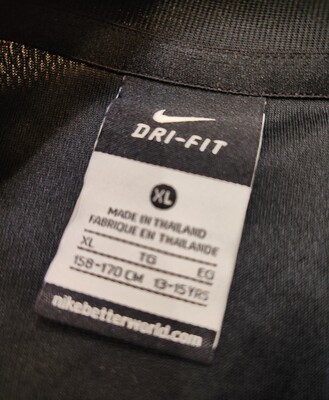 DRI-FIT
XL
MADE IN THAILAND
FABRIQUE EN THAILANDE
XL TG EG
158-170 CM 13-15 YRS
nikebetterworld.com